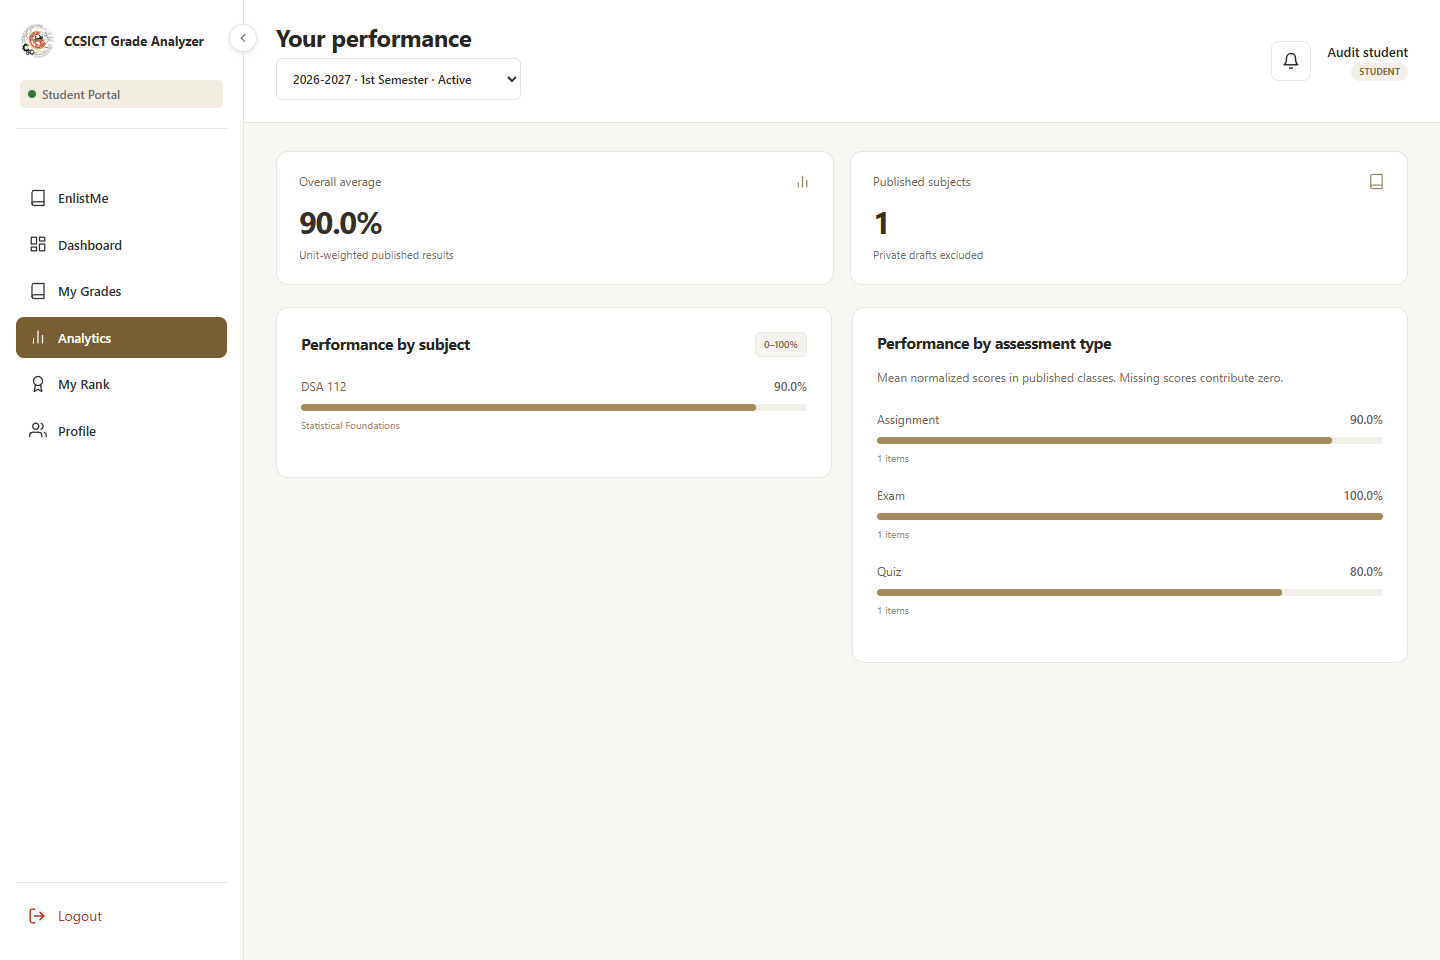 CCSICT Grade Analyzer
Student Portal
EnlistMe
Dashboard
My Grades
Analytics
My Rank
Profile
Logout
Your performance
2026-2027 · 1st Semester · Active
Audit student
STUDENT
Overall average
90.0%
Unit-weighted published results
Published subjects
1
Private drafts excluded
Performance by subject
0–100%
DSA 112
90.0%
Statistical Foundations
Performance by assessment type
Mean normalized scores in published classes. Missing scores contribute zero.
Assignment
90.0%
1 items
Exam
100.0%
1 items
Quiz
80.0%
1 items